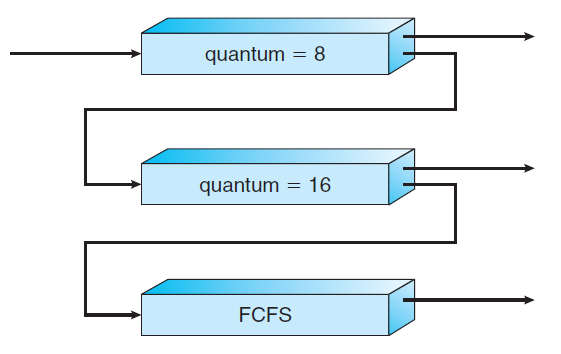 quantum = 8
quantum = 16
FCFS